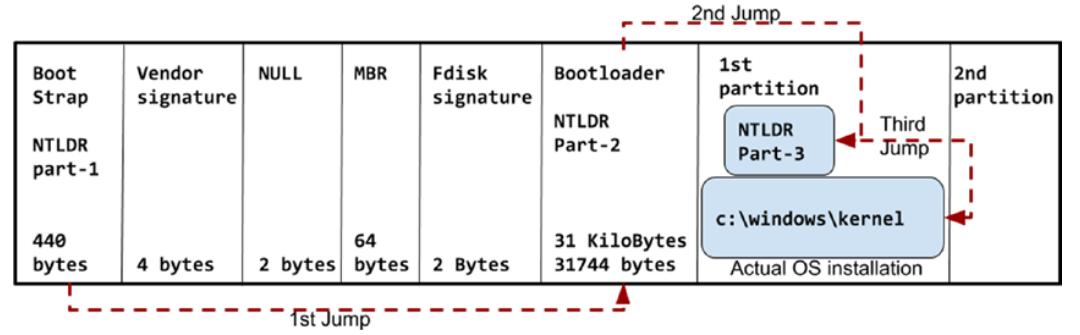 2nd Jump
Boot
Strap
NTLDR
part-1
440
bytes
Vendor
signature
4 bytes
NULL
2 bytes
MBR
64
bytes
Fdisk
signature
2 Bytes
Bootloader
NTLDR
Part-2
31 KiloBytes
31744 bytes
1st
partition
NTLDR
Part-3
Third
Jump
c:\windows\kernel
Actual OS installation
2nd
partition
1st Jump